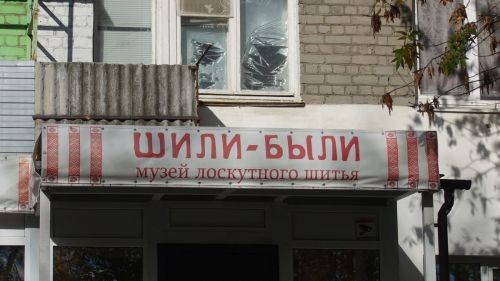 ШИЛИ-БЫЛИ
музей лоскутного шитья